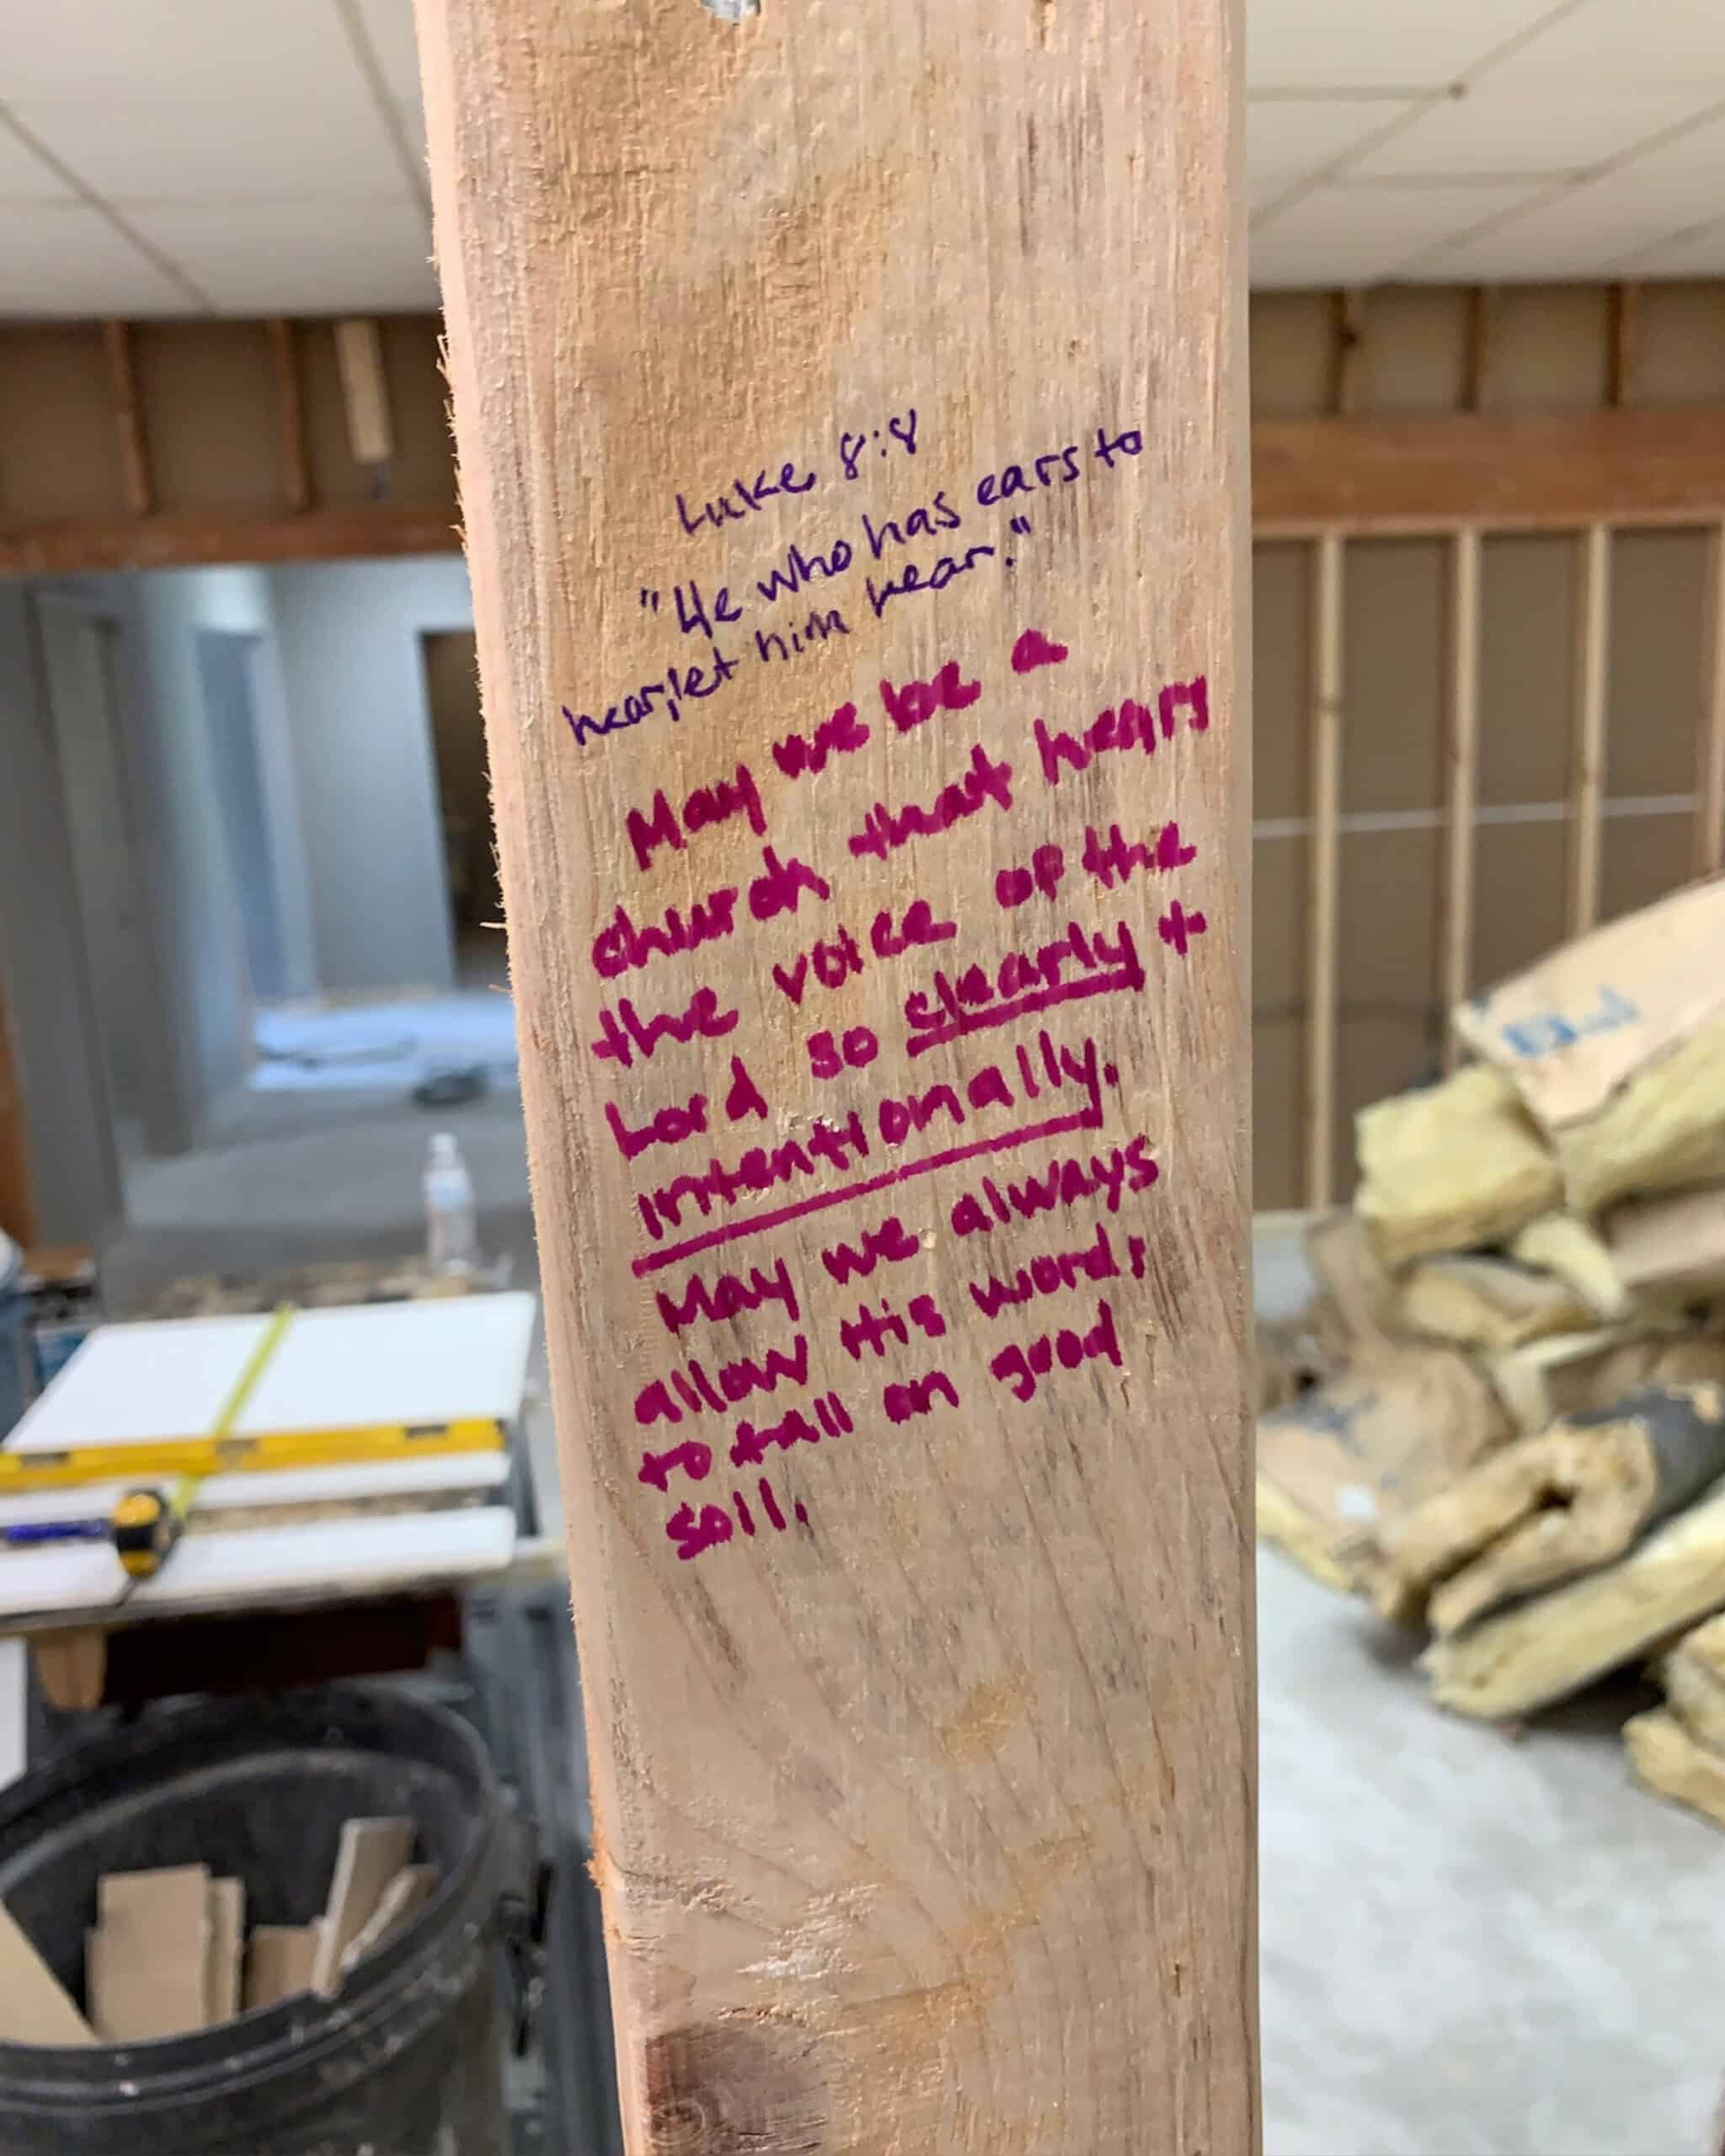 Luke 8:8
"He who has ears to
hear, let him hear."
May we be a
church that hears
the voice of the
Lord so clearly +
intentionally.
May we always
allow His words
to fall on good
soil.